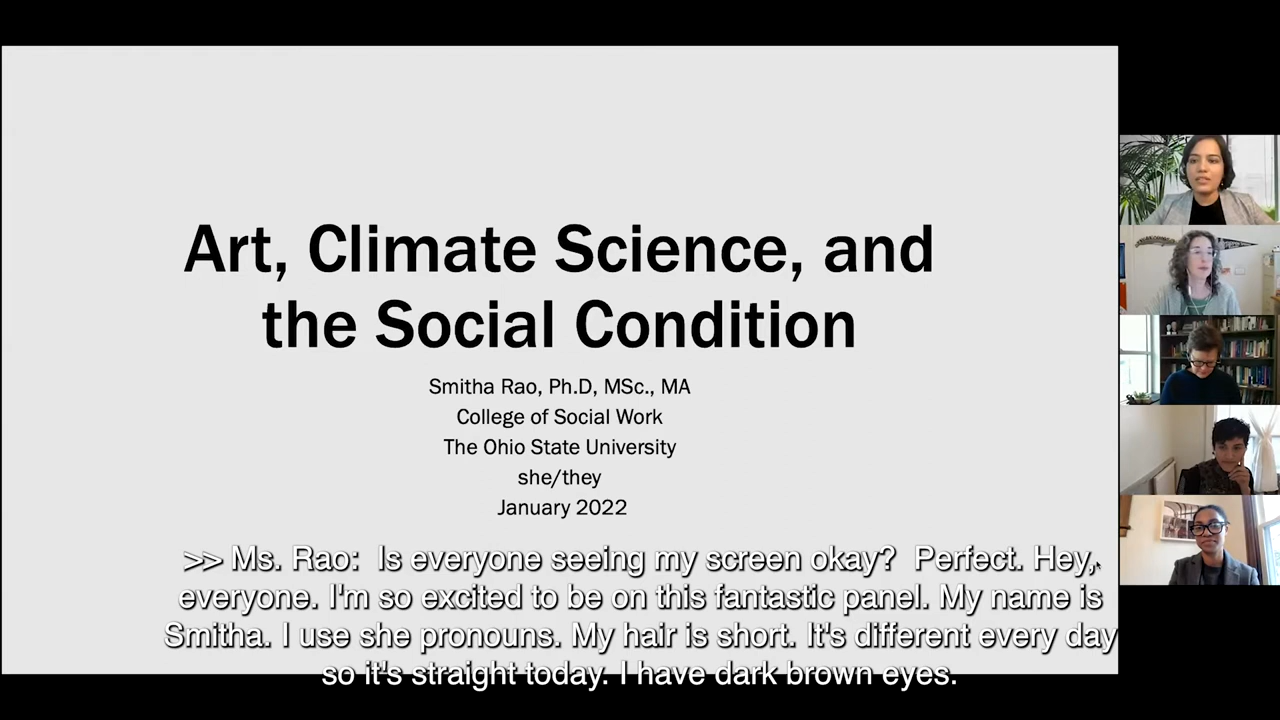 Art, Climate Science, and
the Social Condition
Smitha Rao, Ph.D, MSc., MA
College of Social Work
The Ohio State University
she/they
January 2022
>> Ms. Rao:  Is everyone seeing my screen okay?  Perfect. Hey,
everyone. I'm so excited to be on this fantastic panel. My name is
Smitha. I use she pronouns. My hair is short. It's different every day
so it's straight today. I have dark brown eyes.